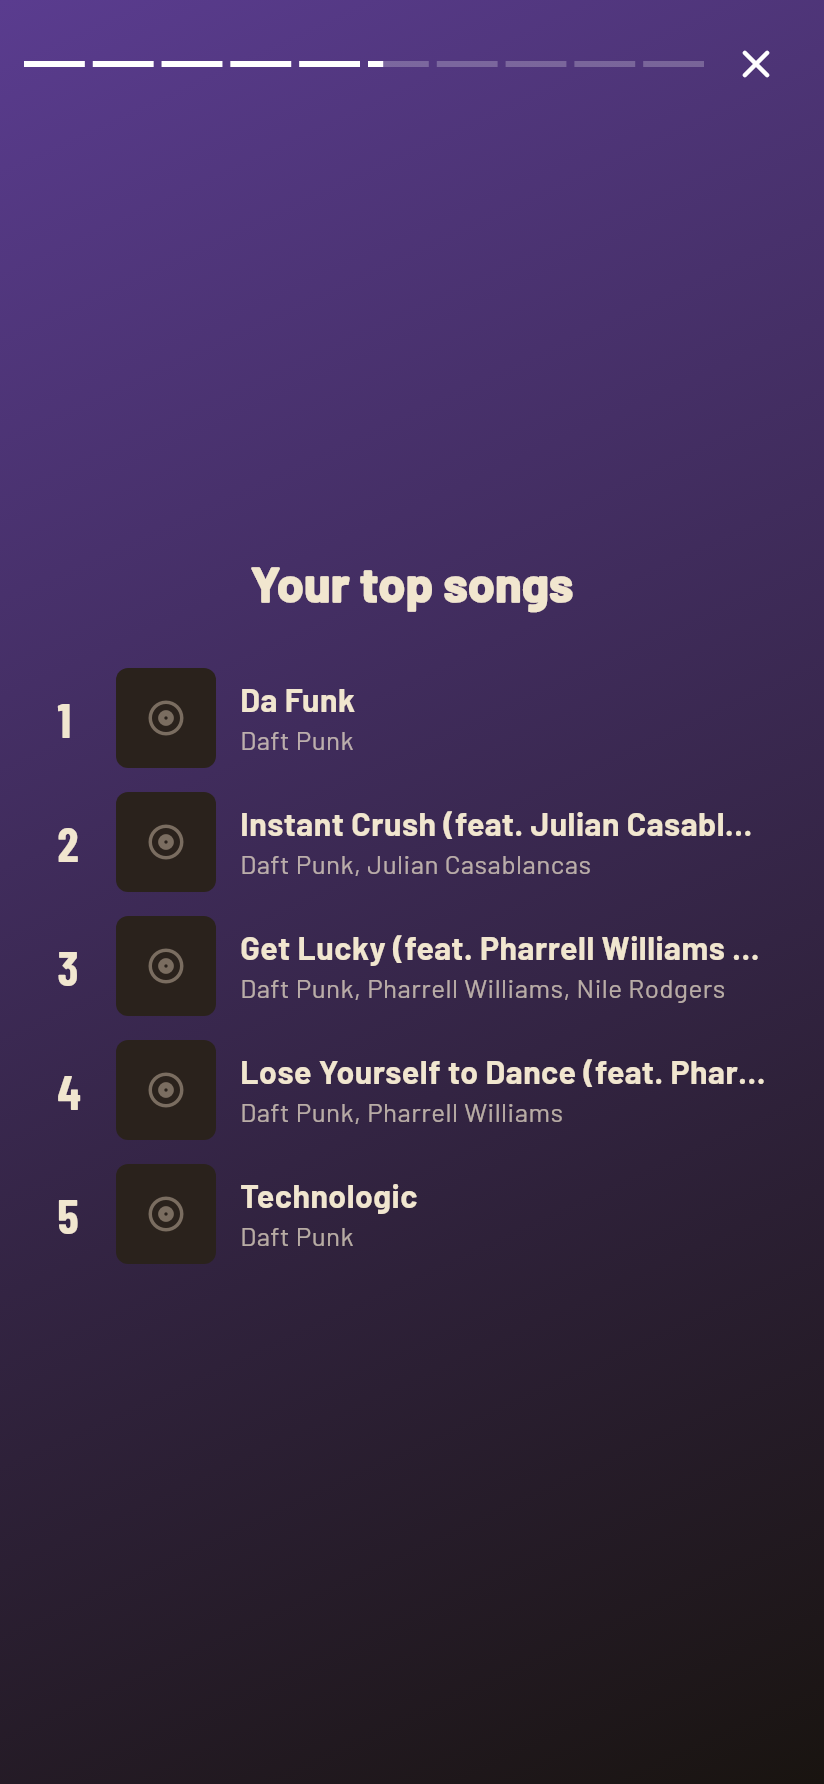 Your top songs
1
Da Funk
Daft Punk
2
Instant Crush (feat. Julian Casabl...
Daft Punk, Julian Casablancas
3
Get Lucky (feat. Pharrell Williams ...
Daft Punk, Pharrell Williams, Nile Rodgers
4
Lose Yourself to Dance (feat. Phar...
Daft Punk, Pharrell Williams
5
Technologic
Daft Punk